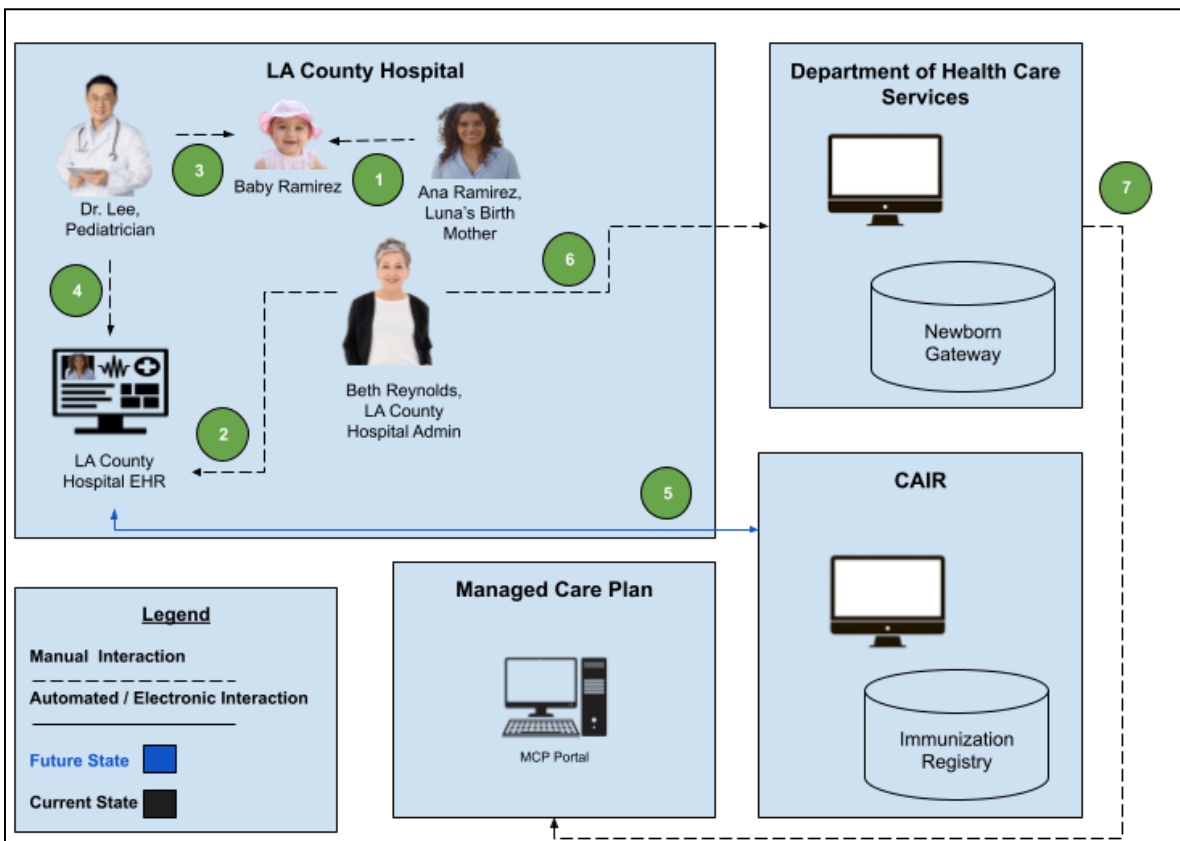 LA County Hospital
Dr. Lee,
Pediatrician
3
Baby Ramirez
1
Ana Ramirez,
Luna's Birth
Mother
4
6
Beth Reynolds,
LA County
Hospital Admin
2
LA County
Hospital EHR
5
Department of Health Care
Services
Newborn
Gateway
7
CAIR
Immunization
Registry
Managed Care Plan
MCP Portal
Legend
Manual Interaction
Automated / Electronic Interaction
Future State
Current State